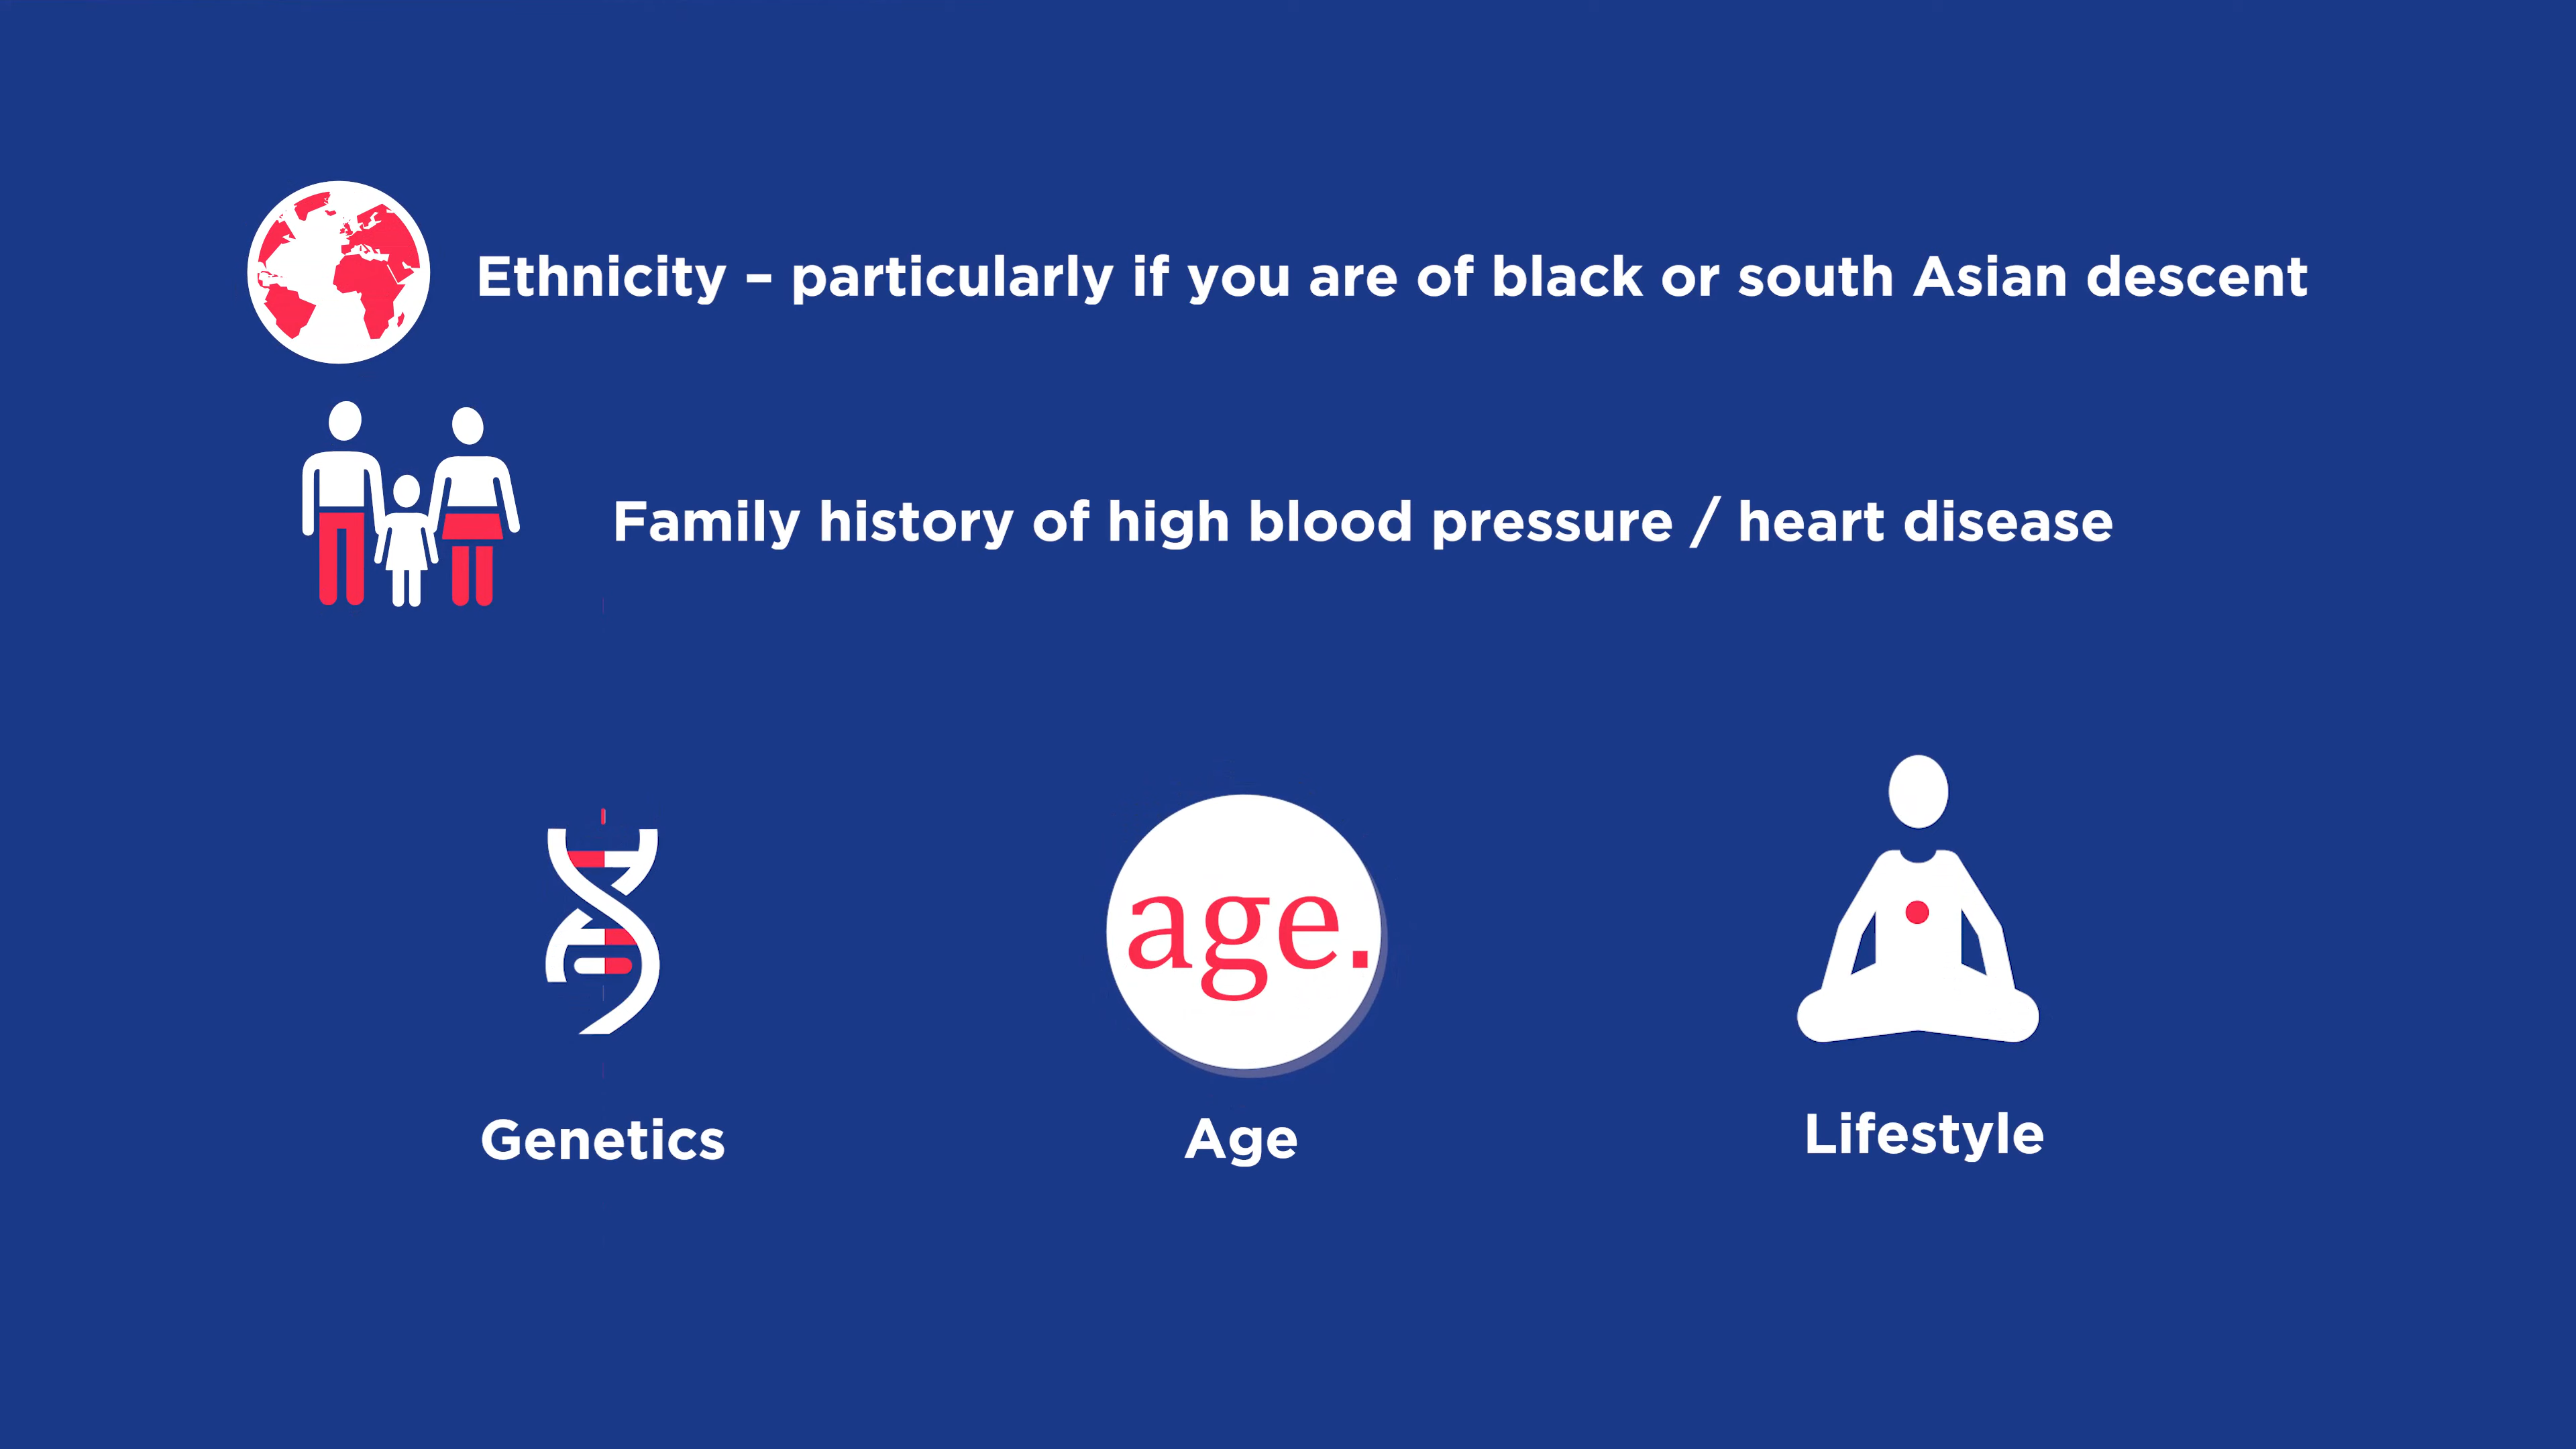 Ethnicity – particularly if you are of black or south Asian descent
Family history of high blood pressure / heart disease
age.
Genetics
Age
Lifestyle